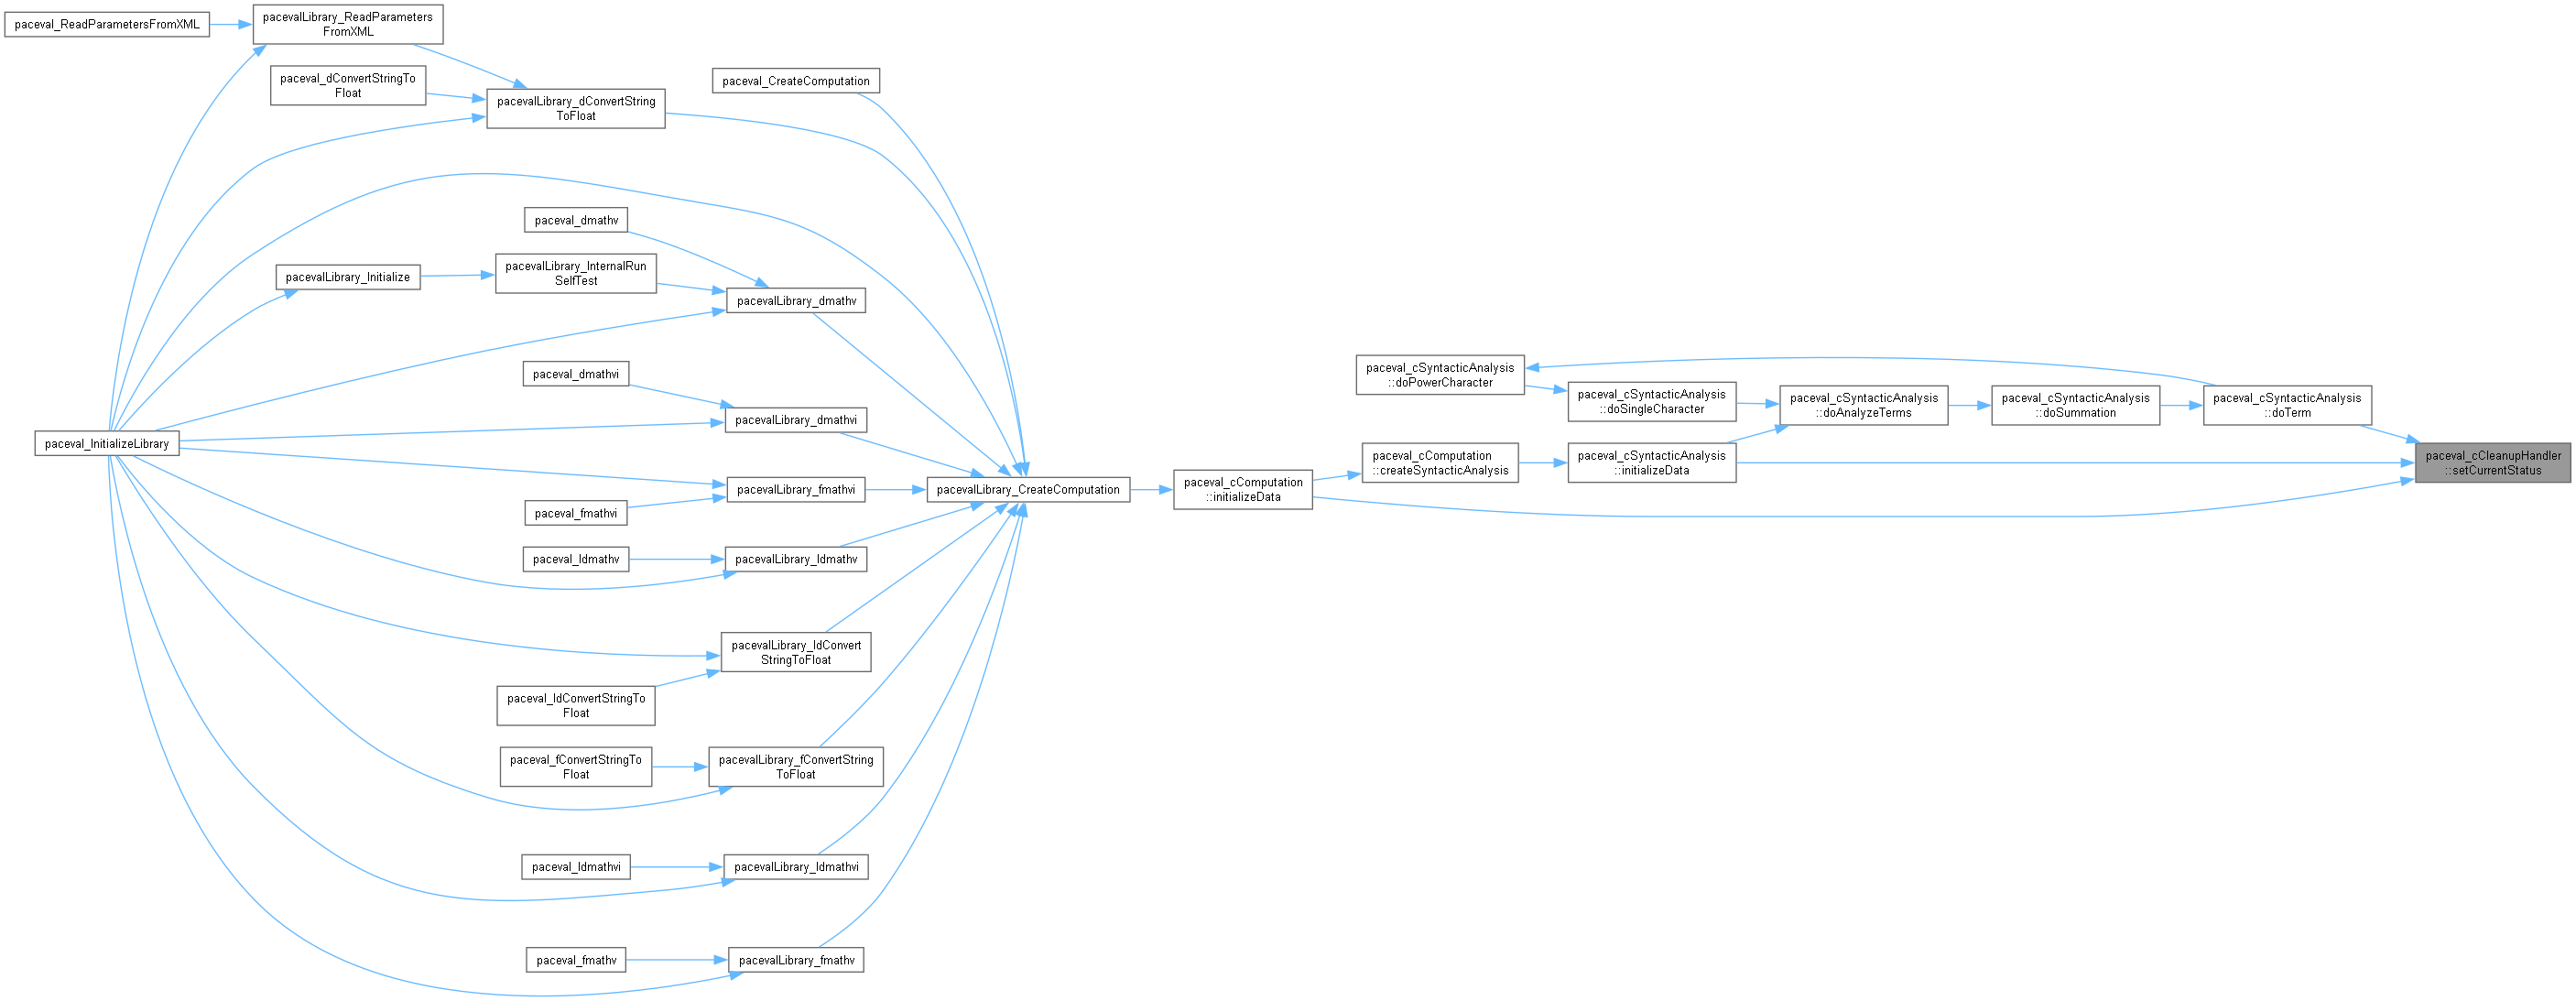 paceval_ReadParametersFromXML
pacevalLibrary_ReadParameters
FromXML
paceval_dConvertStringTo
Float
pacevalLibrary_dConvertString
ToFloat
paceval_CreateComputation
paceval_dmathv
pacevalLibrary_Initialize
pacevalLibrary_InternalRun
SelfTest
pacevalLibrary_dmathv
paceval_dmathvi
pacevalLibrary_dmathvi
paceval_InitializeLibrary
pacevalLibrary_fmathvi
paceval_fmathvi
pacevalLibrary_CreateComputation
paceval_cComputation
::initializeData
paceval_cSyntacticAnalysis
::doPowerCharacter
paceval_cSyntacticAnalysis
::doSingleCharacter
paceval_cSyntacticAnalysis
::doAnalyzeTerms
paceval_cSyntacticAnalysis
::doSummation
paceval_cSyntacticAnalysis
::doTerm
paceval_cComputation
::createSyntacticAnalysis
paceval_cSyntacticAnalysis
::initializeData
paceval_cCleanupHandler
::setCurrentStatus
paceval_ldmathv
pacevalLibrary_ldmathv
pacevalLibrary_ldConvert
StringToFloat
paceval_ldConvertStringTo
Float
paceval_fConvertStringTo
Float
pacevalLibrary_fConvertString
ToFloat
paceval_ldmathvi
pacevalLibrary_ldmathvi
paceval_fmathv
pacevalLibrary_fmathv